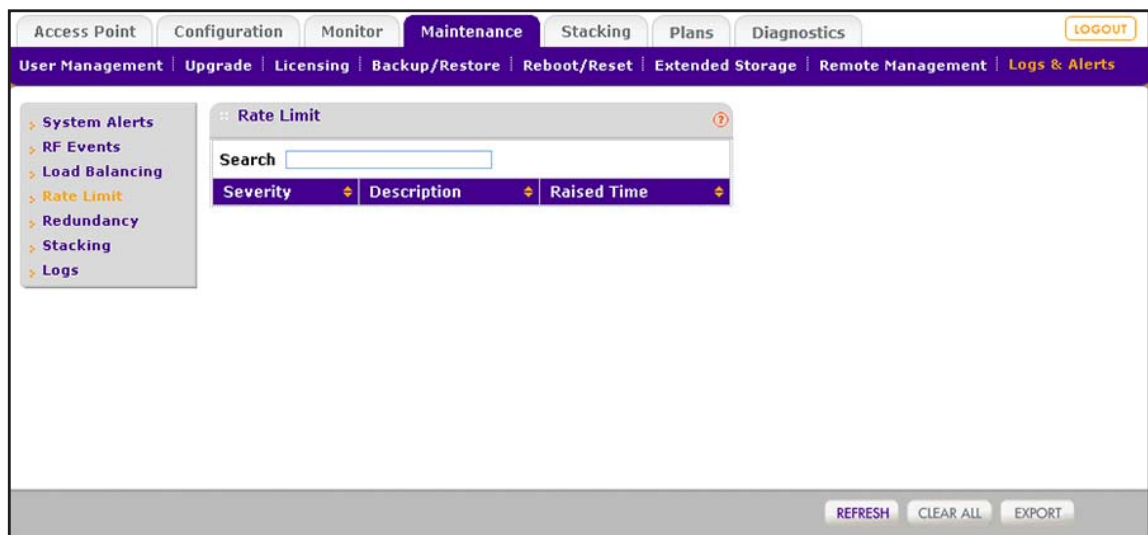 Access Point Configuration Monitor Maintenance Stacking Plans Diagnostics LOGOUT
User Management Upgrade Licensing Backup/Restore Reboot/Reset Extended Storage Remote Management Logs & Alerts
System Alerts
RF Events
Load Balancing
Rate Limit
Redundancy
Stacking
Logs
Rate Limit ?
Search
Severity Description Raised Time
REFRESH CLEAR ALL EXPORT